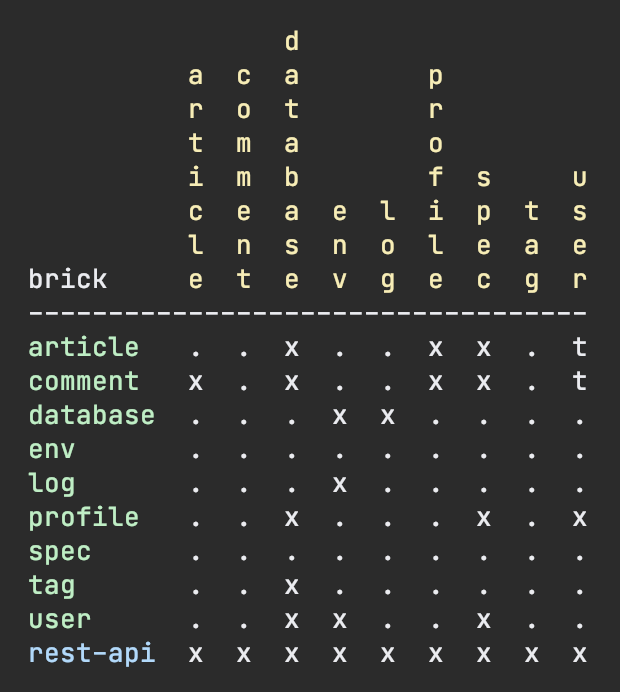 brick
article
comment
database
env
log
profile
spec
tag
user
-----------------------------------
article . . x . . x x . t
comment x . x . . x x . t
database . . . x x . . . .
env . . . . . . . . .
log . . . x . . . . .
profile . . x . . . x . x
spec . . . . . . . . .
tag . . x . . . . . .
user . . x x . . x . .
rest-api x x x x x x x x x